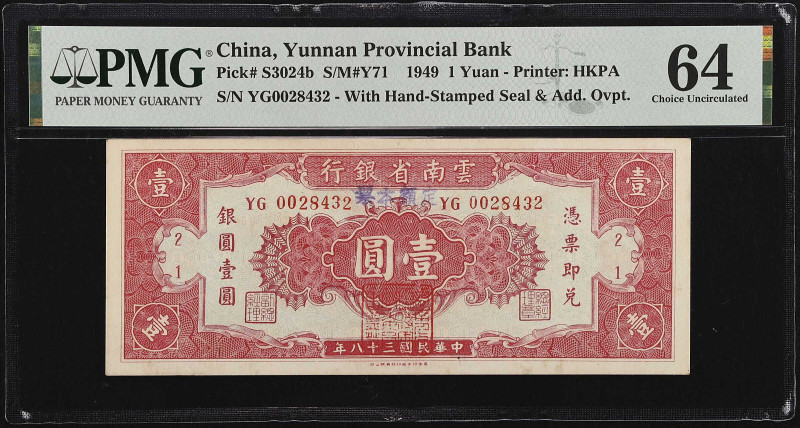 PMG®
PAPER MONEY GUARANTY
China, Yunnan Provincial Bank
Pick# S3024b S/M#Y71 1949 1 Yuan - Printer: HKPA
S/N YG0028432 - With Hand-Stamped Seal & Add. Ovpt.
64
Choice Uncirculated
行銀省南雲
壹
壹
YG 0028432
YG 0028432
憑票即兌
銀圓壹圓
圓壹
2
1
2
1
壹
壹
年八十三國民華中